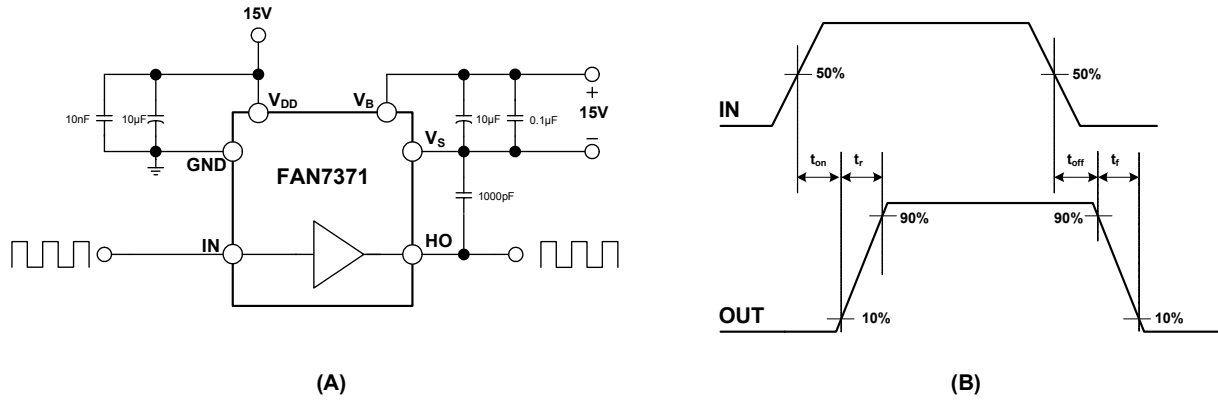 15V
10nF
10μF
VDD
VB
10μF
0.1μF
+
15V
–
VS
GND
FAN7371
1000pF
IN
HO
(A)
IN
50%
50%
ton
tr
toff
tf
90%
90%
OUT
10%
10%
(B)